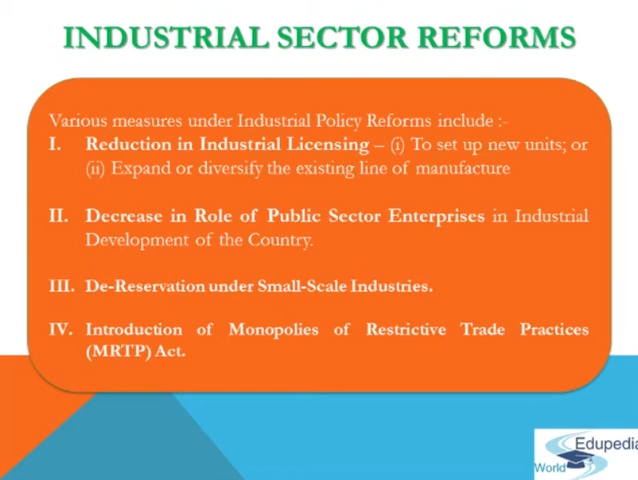 INDUSTRIAL SECTOR REFORMS
Various measures under Industrial Policy Reforms include :-
I. Reduction in Industrial Licensing – (i) To set up new units; or
(ii) Expand or diversify the existing line of manufacture
II. Decrease in Role of Public Sector Enterprises in Industrial
Development of the Country.
III. De-Reservation under Small-Scale Industries.
IV. Introduction of Monopolies of Restrictive Trade Practices
(MRTP) Act.
Edupedia
World